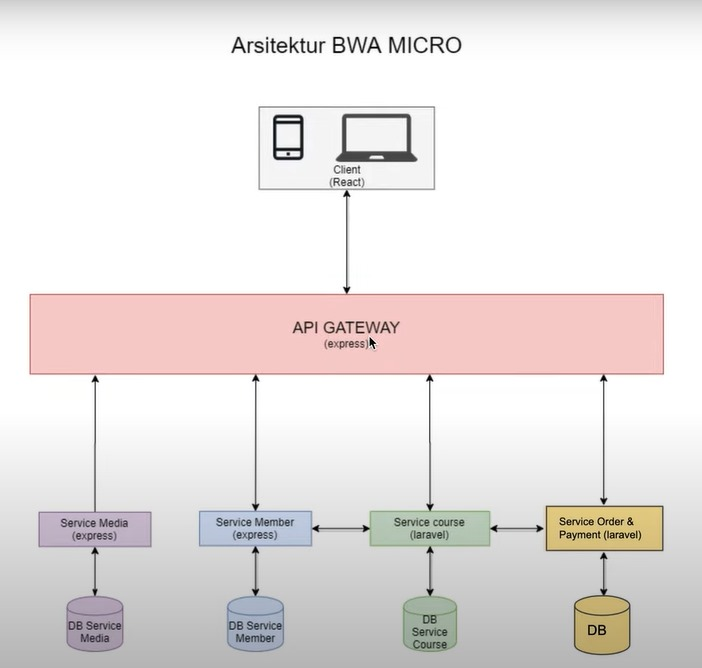 Arsitektur BWA MICRO
Client
(React)
API GATEWAY
(express)
Service Media
(express)
Service Member
(express)
Service course
(laravel)
Service Order &
Payment (laravel)
DB Service
Media
DB Service
Member
DB
Service
Course
DB